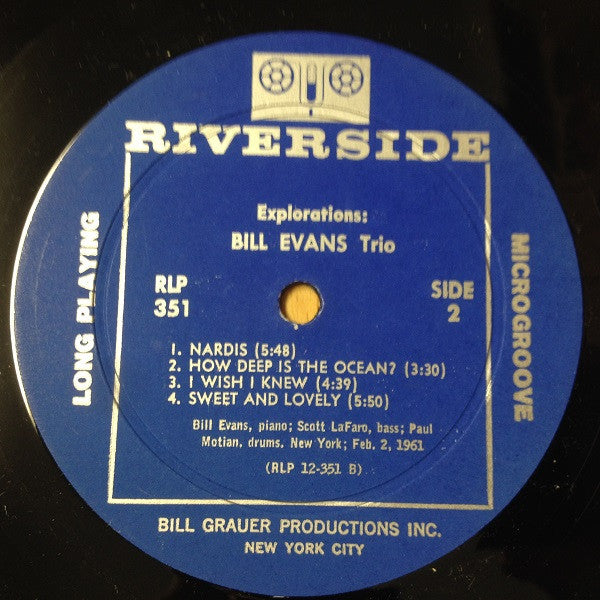 RIVERSIDE
Explorations:
BILL EVANS Trio
RLP
351
SIDE
2
1. NARDIS (5:48)
2. HOW DEEP IS THE OCEAN? (3:30)
3. I WISH I KNEW (4:39)
4. SWEET AND LOVELY (5:50)
Bill Evans, piano; Scott LaFaro, bass; Paul
Motian, drums. New York; Feb. 2, 1961
(RLP 12-351 B)
LONG PLAYING
MICROGROOVE
BILL GRAUER PRODUCTIONS INC.
NEW YORK CITY